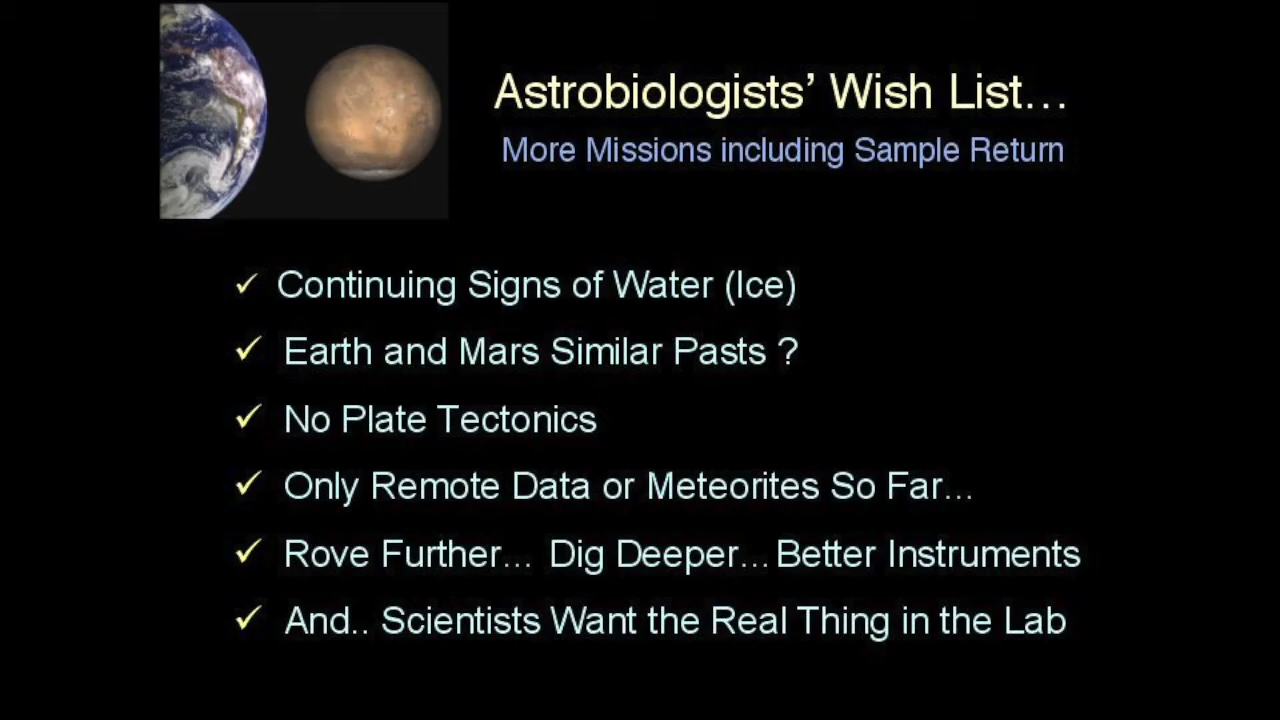 Astrobiologists’ Wish List...
More Missions including Sample Return
✓ Continuing Signs of Water (Ice)
✓ Earth and Mars Similar Pasts ?
✓ No Plate Tectonics
✓ Only Remote Data or Meteorites So Far...
✓ Rove Further... Dig Deeper... Better Instruments
✓ And.. Scientists Want the Real Thing in the Lab